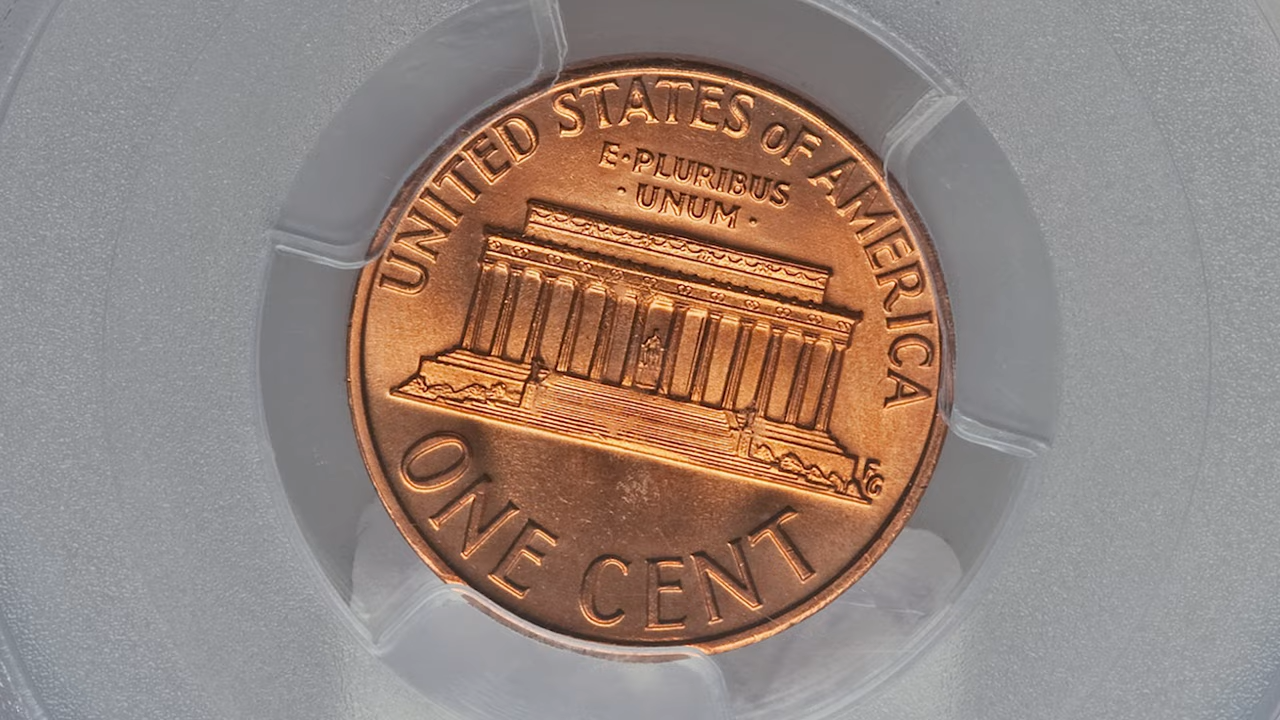 UNITED STATES OF AMERICA
E·PLURIBUS
·UNUM·
FG
ONE CENT